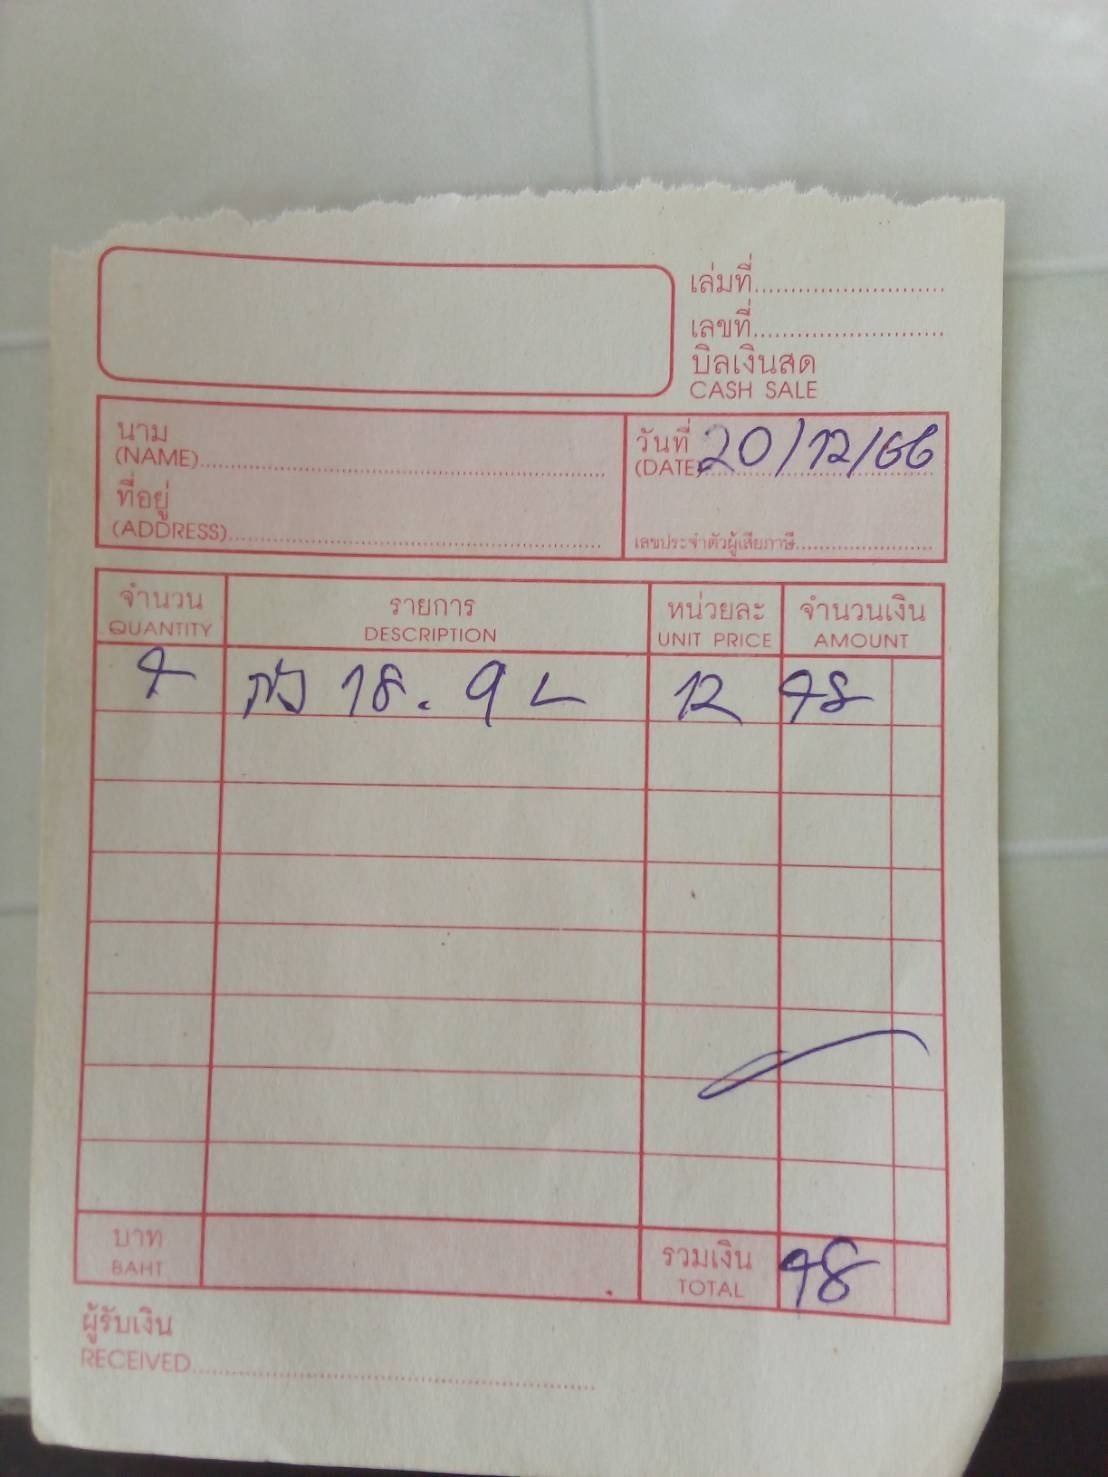 เล่มที่..........................
เลขที่..........................
บิลเงินสด
CASH SALE
นาม
(NAME)..........................
วันที่ 20/12/66
(DATE)
ที่อยู่
(ADDRESS)..........................
เลขประจำตัวผู้เสียภาษี..........................
จำนวน รายการ หน่วยละ จำนวนเงิน
QUANTITY DESCRIPTION UNIT PRICE AMOUNT
4 18.9 L 12 48
บาท รวมเงิน 48
BAHT TOTAL
ผู้รับเงิน
RECEIVED..........................